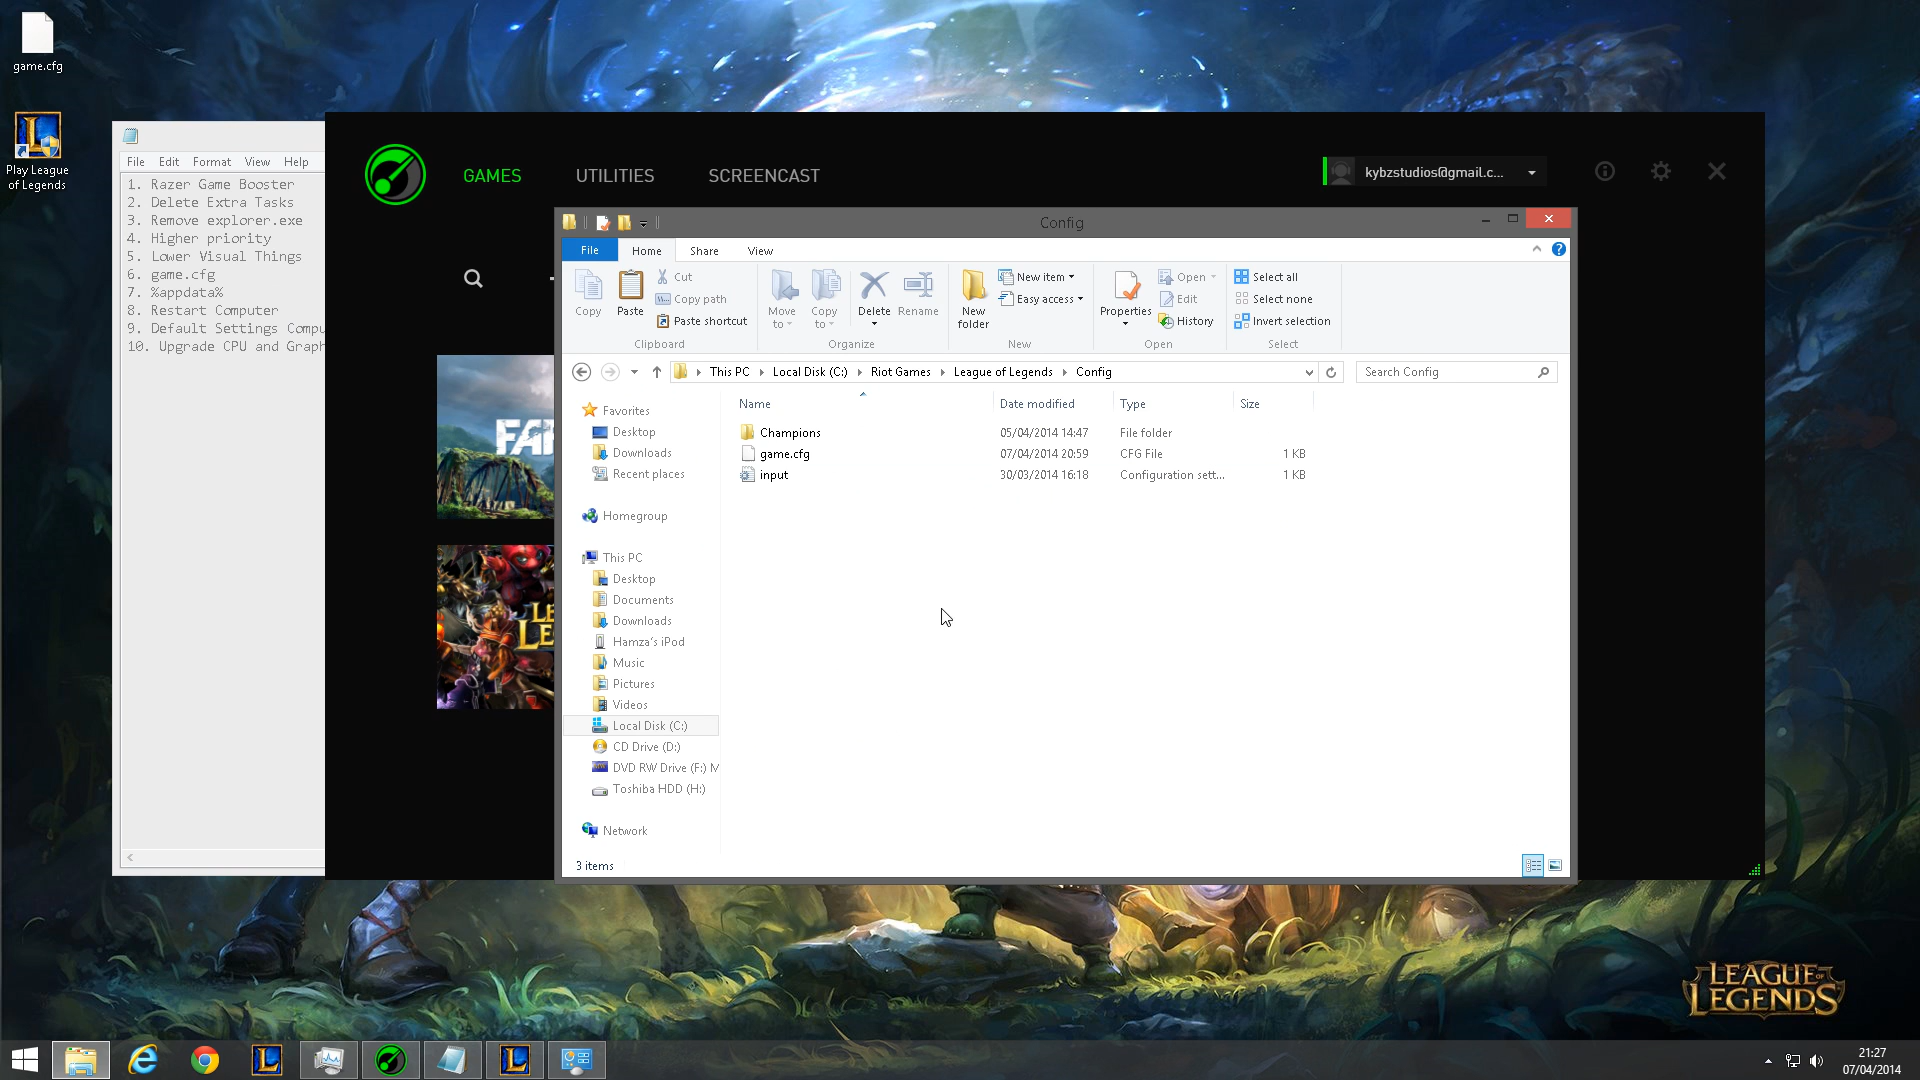 game.cfg
Play League
of Legends
File Edit Format View Help
1. Razer Game Booster
2. Delete Extra Tasks
3. Remove explorer.exe
4. Higher priority
5. Lower Visual Things
6. game.cfg
7. %appdata%
8. Restart Computer
9. Default Settings Compu
10. Upgrade CPU and Graph
GAMES UTILITIES SCREENCAST
kybzstudios@gmail.c...
Config
File Home Share View
Copy
Paste
Cut
Copy path
Paste shortcut
Clipboard
Move
to
Copy
to
Delete
Rename
Organize
New
folder
New item
Easy access
New
Properties
Open
Edit
History
Open
Select all
Select none
Invert selection
Select
This PC Local Disk (C:) Riot Games League of Legends Config
Search Config
Name Date modified Type Size
Champions 05/04/2014 14:47 File folder
game.cfg 07/04/2014 20:59 CFG File 1 KB
input 30/03/2014 16:18 Configuration sett... 1 KB
Favorites
Desktop
Downloads
Recent places
Homegroup
This PC
Desktop
Documents
Downloads
Hamza's iPod
Music
Pictures
Videos
Local Disk (C:)
CD Drive (D:)
DVD RW Drive (F:) M
Toshiba HDD (H:)
Network
3 items
LEAGUE OF
LEGENDS
21:27
07/04/2014